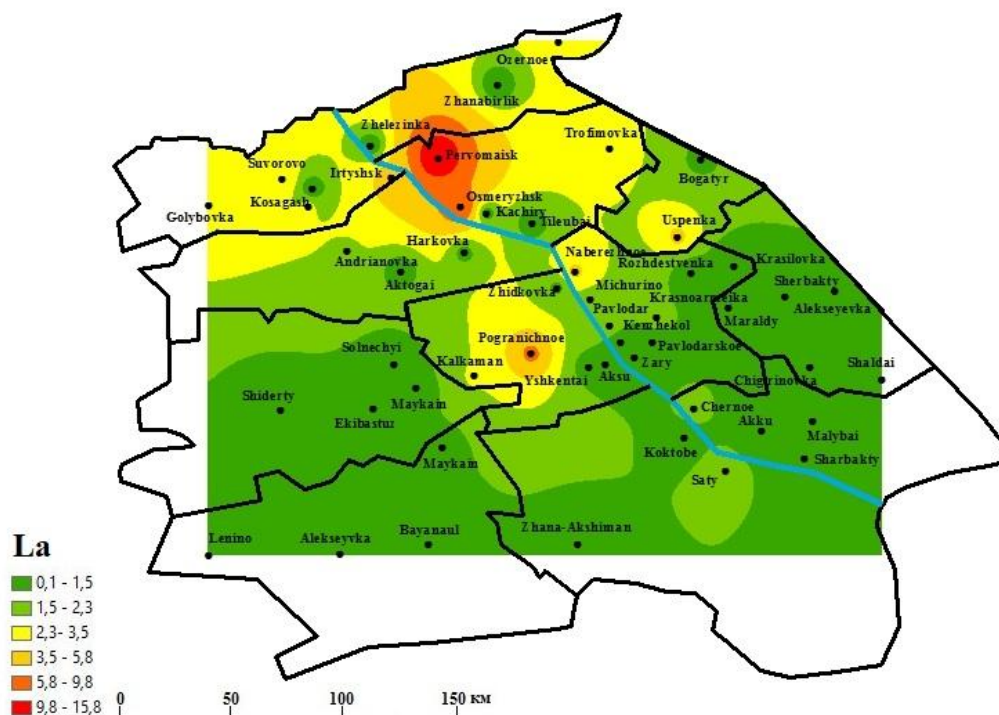 Ozernoe
Zhanabirlik
Zhelezinka
Trofimovka
Pervomaisk
Suvorovo
Irtyshsk
Bogatyr
Kosagash
Osmeryzhsk
Golybovka
Kachiry
Tileubai
Uspenka
Harkovka
Andrianovka
Naberezhnoe
Rozhdestvenka
Krasilovka
Aktogai
Zhidkovka
Michurino
Sherbakty
Krasnoarmeika
Pavlodar
Alekseyevka
Maraldy
Kemzhekol
Solnechyi
Pogranichnoe
Pavlodarskoe
Kalkaman
Zary
Shaldai
Yshkentai
Aksu
Chigirinovka
Shiderty
Maykain
Ekibastur
Chernoe
Akku
Malybai
Koktobe
Maykain
Sharbakty
Saty
Lenino
Alekseyvka
Bayanaul
Zhana-Akshiman
La
0,1 - 1,5
1,5 - 2,3
2,3- 3,5
3,5 - 5,8
5,8 - 9,8
9,8 - 15,8
0 50 100 150 км